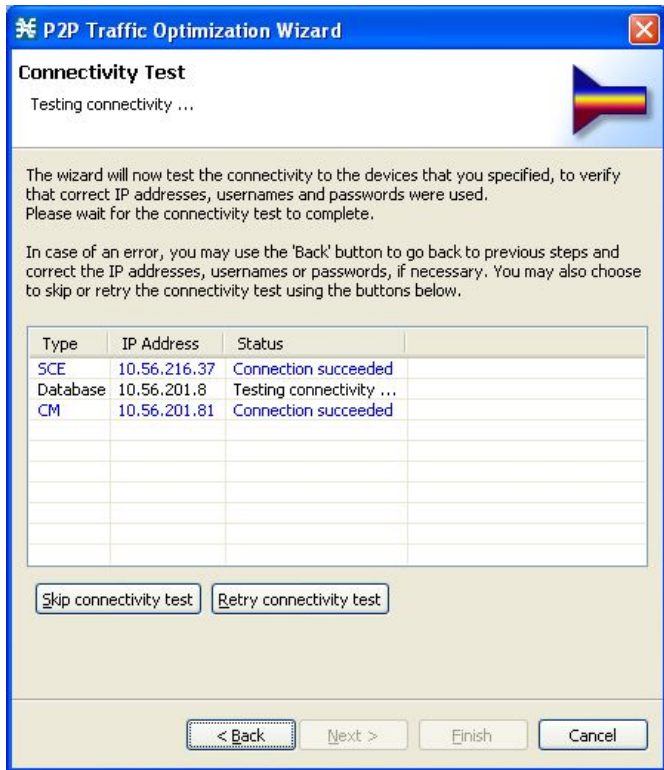 P2P Traffic Optimization Wizard
Connectivity Test
Testing connectivity ...
The wizard will now test the connectivity to the devices that you specified, to verify
that correct IP addresses, usernames and passwords were used.
Please wait for the connectivity test to complete.
In case of an error, you may use the 'Back' button to go back to previous steps and
correct the IP addresses, usernames or passwords, if necessary. You may also choose
to skip or retry the connectivity test using the buttons below.
Type IP Address Status
SCE 10.56.216.37 Connection succeeded
Database 10.56.201.8 Testing connectivity ...
CM 10.56.201.81 Connection succeeded
Skip connectivity test Retry connectivity test
< Back Next > Finish Cancel